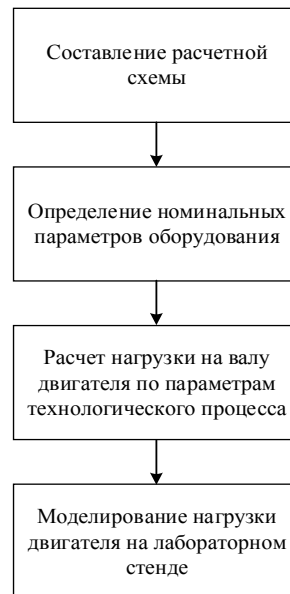 Составление расчетной
схемы
Определение номинальных
параметров оборудования
Расчет нагрузки на валу
двигателя по параметрам
технологического процесса
Моделирование нагрузки
двигателя на лабораторном
стенде